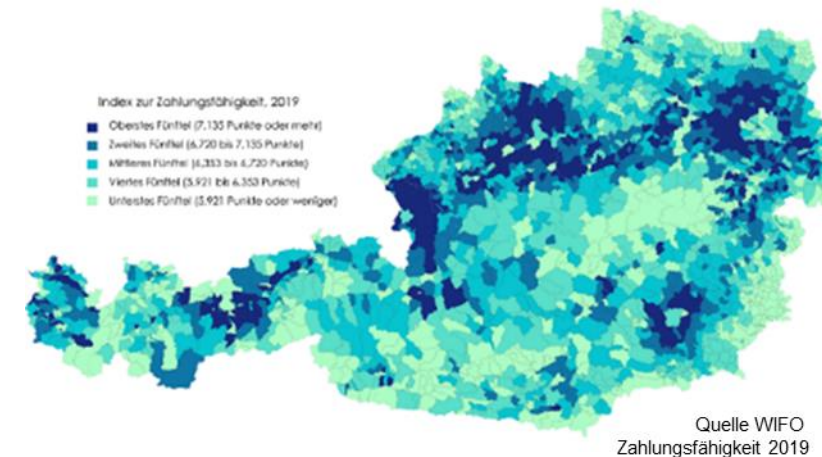 Index zur Zahlungsfähigkeit, 2019
Oberstes Fünftel (7,135 Punkte oder mehr)
Zweites Fünftel (6,720 bis 7,135 Punkte)
Mittleres Fünftel (6,353 bis 6,720 Punkte)
Viertes Fünftel (5,921 bis 6,353 Punkte)
Unterstes Fünftel (5,921 Punkte oder weniger)
Quelle WIFO
Zahlungsfähigkeit 2019